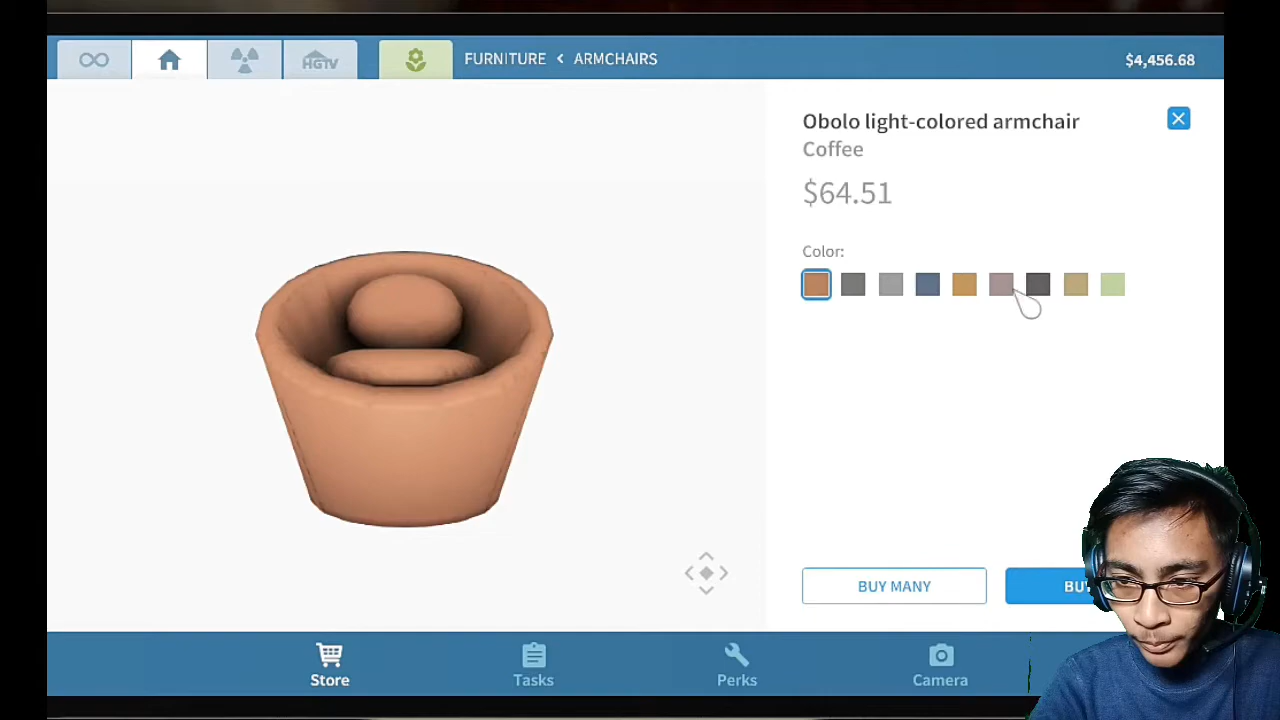 HGTV
FURNITURE < ARMCHAIRS
$4,456.68
Obolo light-colored armchair
Coffee
$64.51
Color:
BUY MANY
Store
Tasks
Perks
Camera